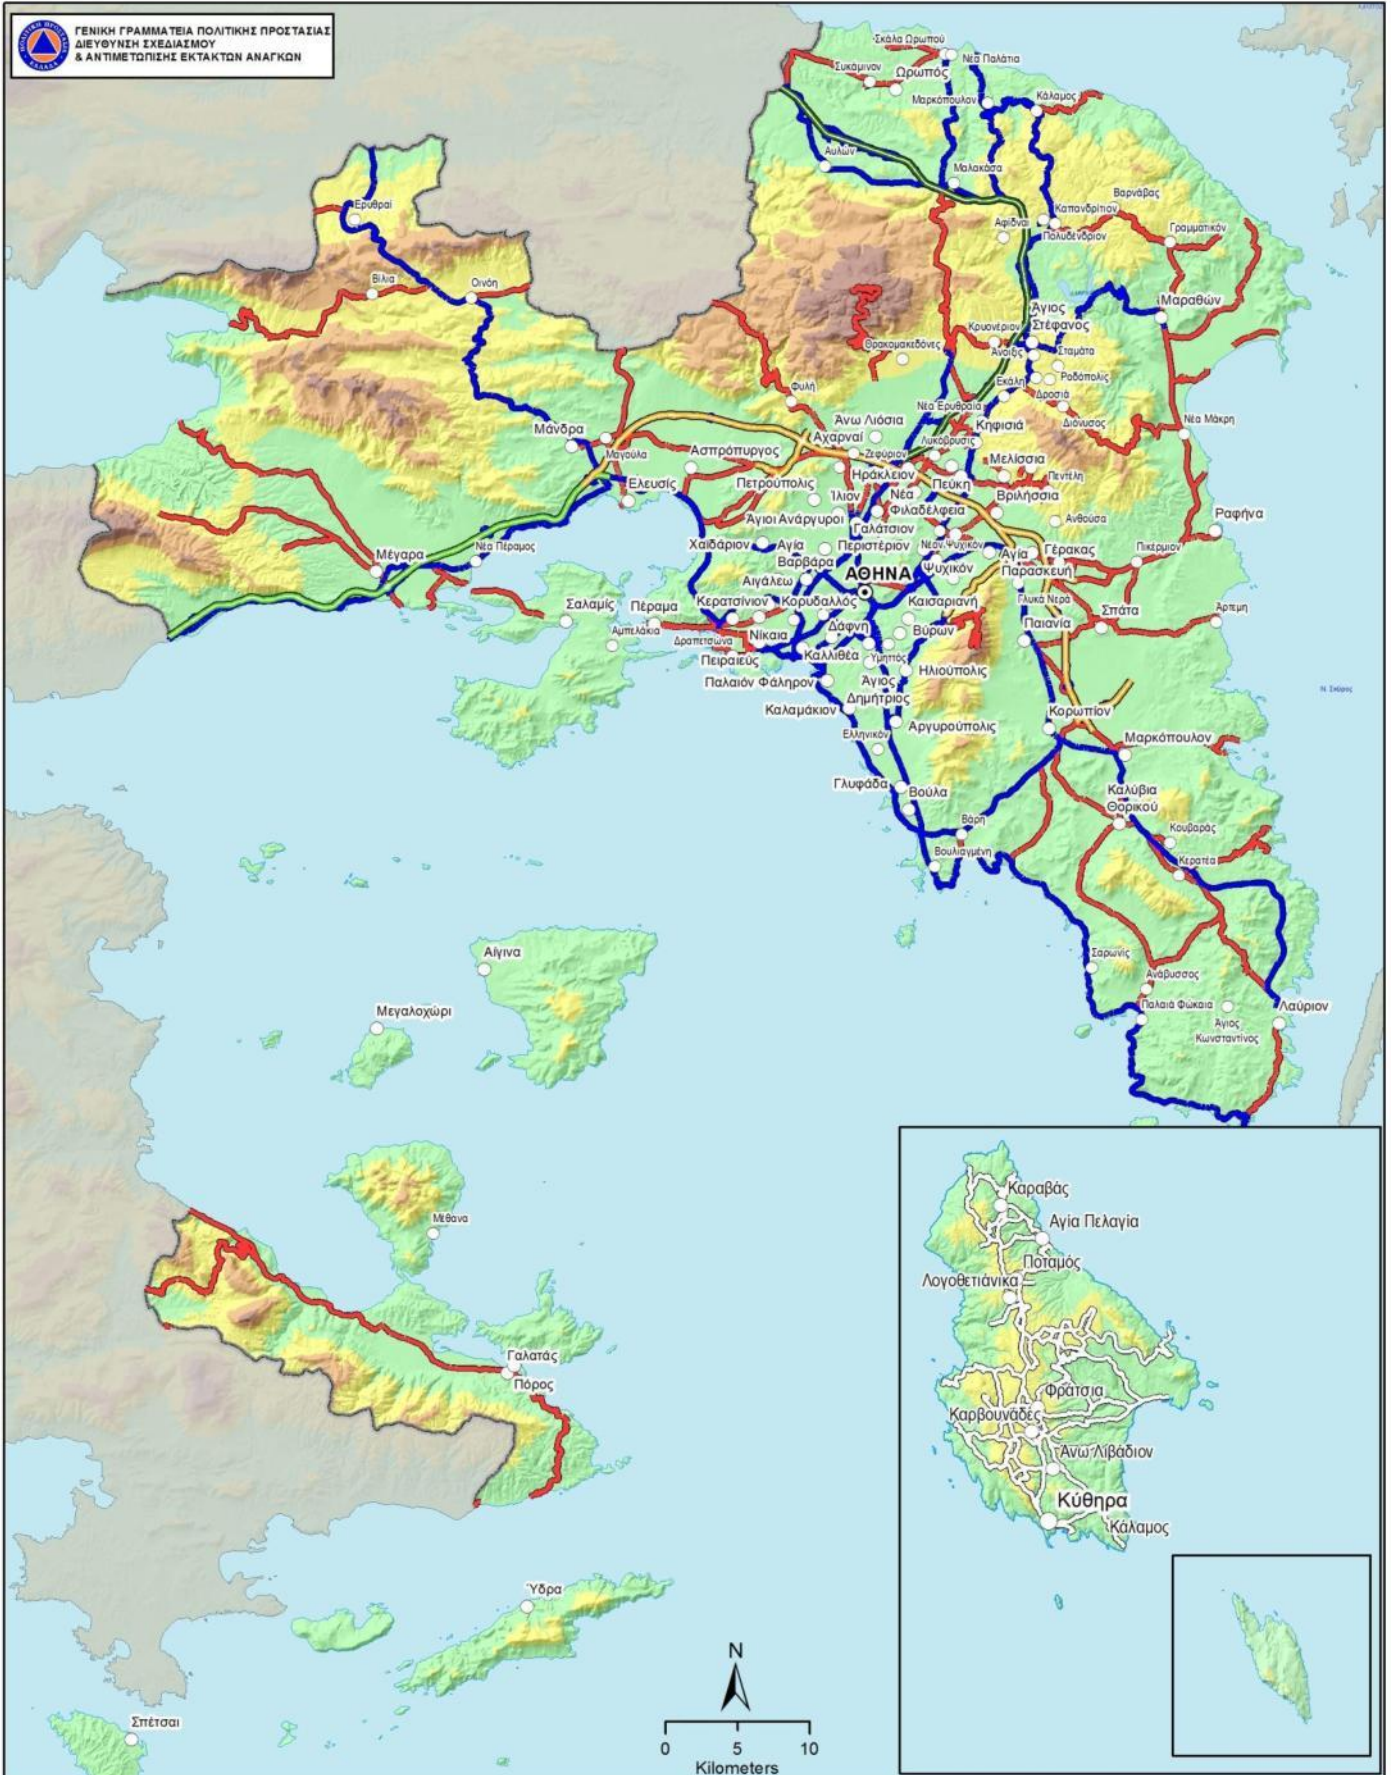 ΓΕΝΙΚΗ ΓΡΑΜΜΑΤΕΙΑ ΠΟΛΙΤΙΚΗΣ ΠΡΟΣΤΑΣΙΑΣ
ΔΙΕΥΘΥΝΣΗ ΣΧΕΔΙΑΣΜΟΥ
& ΑΝΤΙΜΕΤΩΠΙΣΗΣ ΕΚΤΑΚΤΩΝ ΑΝΑΓΚΩΝ
Σκάλα Ωρωπού
Νέα Παλάτια
Συκάμινον
Ωρωπός
Μαρκόπουλον
Κάλαμος
Αυλών
Μαλακάσα
Βαρνάβας
Ερυθραί
Καπανδρίτιον
Αφίδναι
Πολυδένδριον
Γραμματικόν
Βίλια
Οινόη
Μαραθών
Άγιος
Στέφανος
Κρυονέριον
Θρακομακεδόνες
Άνοιξις
Σταμάτα
Εκάλη
Ροδόπολις
Φυλή
Δροσιά
Νέα Ερυθραία
Διόνυσος
Νέα Μάκρη
Μάνδρα
Άνω Λιόσια
Κηφισιά
Αχαρναί
Λυκόβρυσις
Μαγούλα
Ασπρόπυργος
Ζεφύριον
Μελίσσια
Πετρούπολις
Ηράκλειον
Πεύκη
Πεντέλη
Ελευσίς
Ίλιον
Νέα
Φιλαδέλφεια
Βριλήσσια
Άγιοι Ανάργυροι
Γαλάτσιον
Ανθούσα
Ραφήνα
Χαϊδάριον
Αγία
Βαρβάρα
Περιστέριον
Νέον Ψυχικόν
Αγία
Παρασκευή
Γέρακας
Πικέρμιον
Μέγαρα
Νέα Πέραμος
Αιγάλεω
ΑΘΗΝΑ
Ψυχικόν
Γλυκά Νερά
Σαλαμίς
Πέραμα
Κερατσίνιον
Κορυδαλλός
Καισαριανή
Σπάτα
Άρτεμη
Αμπελάκια
Δραπετσώνα
Νίκαια
Δάφνη
Βύρων
Παιανία
Πειραιεύς
Καλλιθέα
Υμηττός
Ηλιούπολις
Παλαιόν Φάληρον
Άγιος
Δημήτριος
Ν. Σκύρος
Καλαμάκιον
Αργυρούπολις
Κορωπίον
Ελληνικόν
Μαρκόπουλον
Γλυφάδα
Βούλα
Καλύβια
Θορικού
Βάρη
Κουβαράς
Βουλιαγμένη
Κερατέα
Αίγινα
Σαρωνίς
Ανάβυσσος
Μεγαλοχώρι
Παλαιά Φώκαια
Άγιος
Κωνσταντίνος
Λαύριον
Μέθανα
Καραβάς
Αγία Πελαγία
Ποταμός
Λογοθετιάνικα
Γαλατάς
Πόρος
Φράτσια
Καρβουνάδες
Άνω Λιβάδιον
Κύθηρα
Κάλαμος
Ύδρα
Σπέτσαι
N
0 5 10
Kilometers